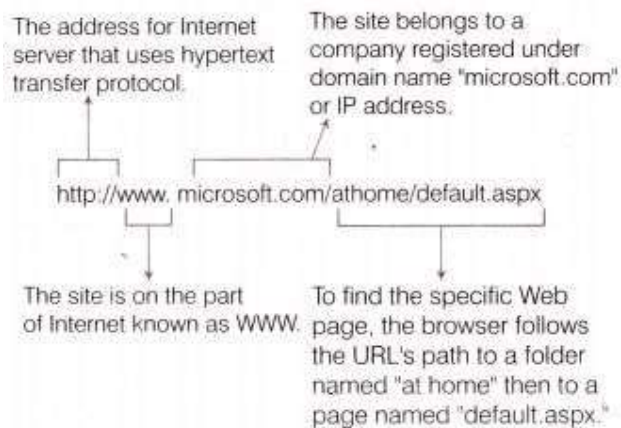 The address for Internet
server that uses hypertext
transfer protocol.
The site belongs to a
company registered under
domain name "microsoft.com"
or IP address.
http://www. microsoft.com/athome/default.aspx
The site is on the part
of Internet known as WWW.
To find the specific Web
page, the browser follows
the URL's path to a folder
named "at home" then to a
page named "default.aspx."